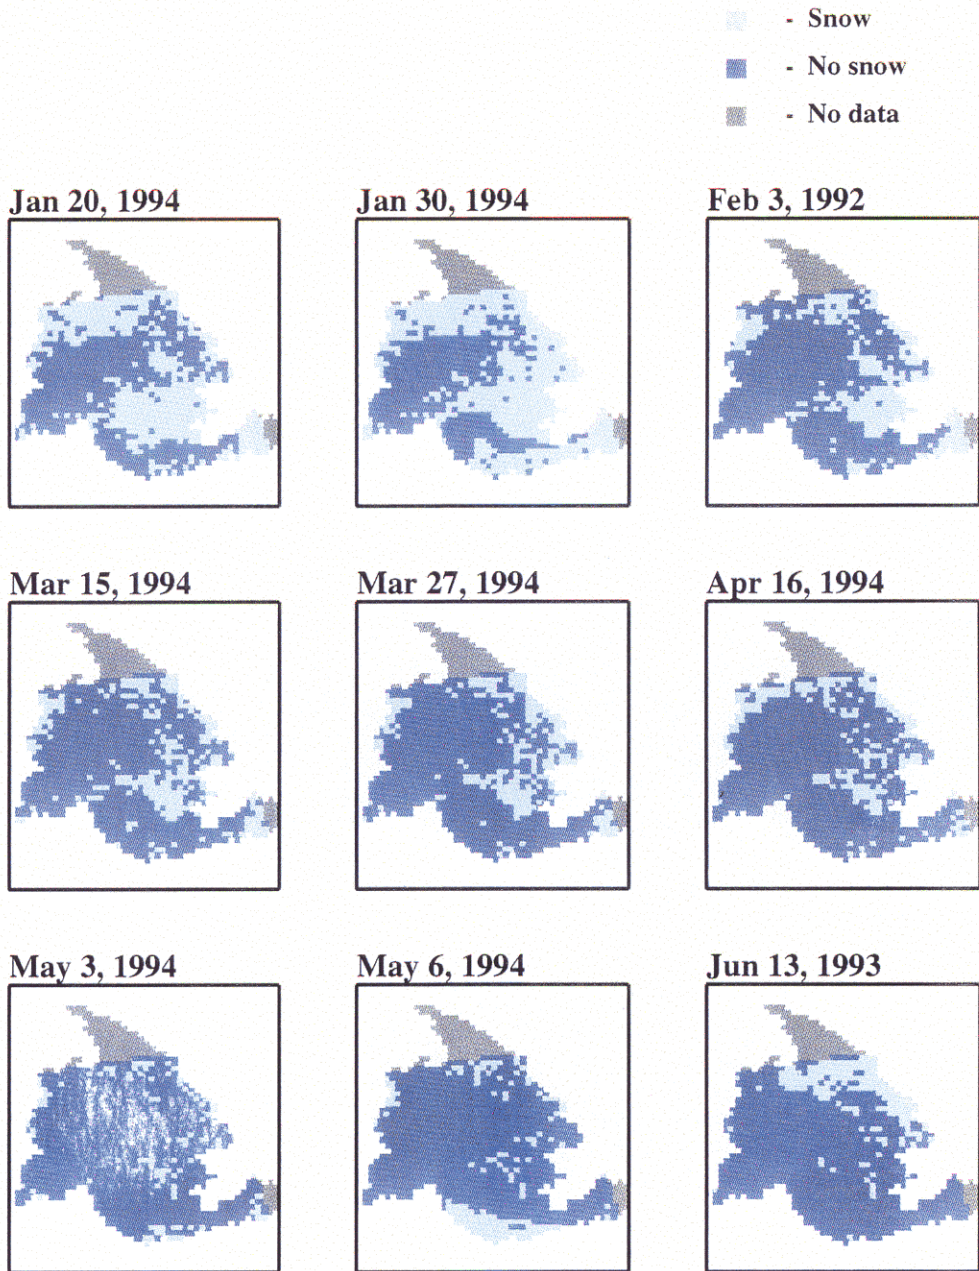 - Snow
- No snow
- No data
Jan 20, 1994
Jan 30, 1994
Feb 3, 1992
Mar 15, 1994
Mar 27, 1994
Apr 16, 1994
May 3, 1994
May 6, 1994
Jun 13, 1993